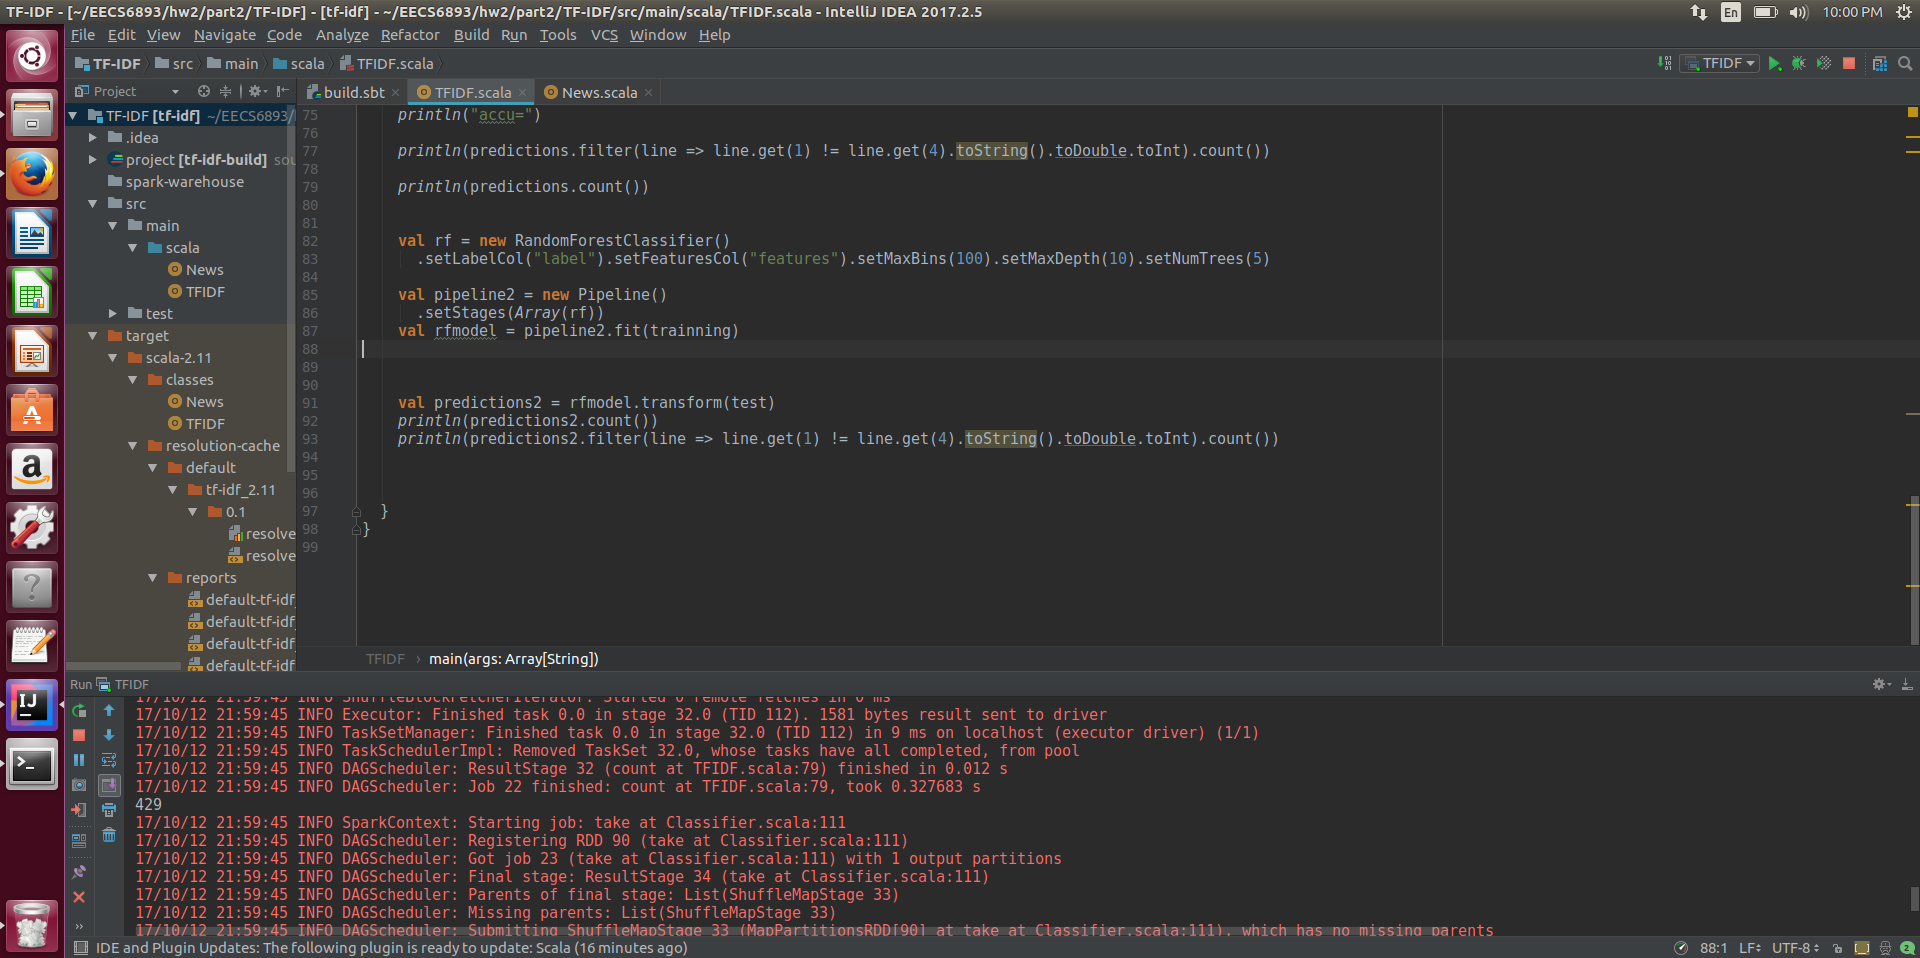 TF-IDF - [~/EECS6893/hw2/part2/TF-IDF] - [tf-idf] - ~/EECS6893/hw2/part2/TF-IDF/src/main/scala/TFIDF.scala - IntelliJ IDEA 2017.2.5
En
10:00 PM
File Edit View Navigate Code Analyze Refactor Build Run Tools VCS Window Help
TF-IDF src main scala TFIDF.scala
TFIDF
Project
build.sbt TFIDF.scala News.scala
TF-IDF [tf-idf] ~/EECS6893/
.idea
project [tf-idf-build] sou
spark-warehouse
src
main
scala
News
TFIDF
test
target
scala-2.11
classes
News
TFIDF
resolution-cache
default
tf-idf_2.11
0.1
resolve
resolve
reports
default-tf-idf
default-tf-idf
default-tf-idf
default-tf-idf
75 println("accu=")
76
77 println(predictions.filter(line => line.get(1) != line.get(4).toString().toDouble.toInt).count())
78
79 println(predictions.count())
80
81
82 val rf = new RandomForestClassifier()
83 .setLabelCol("label").setFeaturesCol("features").setMaxBins(100).setMaxDepth(10).setNumTrees(5)
84
85 val pipeline2 = new Pipeline()
86 .setStages(Array(rf))
87 val rfmodel = pipeline2.fit(trainning)
88
89
90
91 val predictions2 = rfmodel.transform(test)
92 println(predictions2.count())
93 println(predictions2.filter(line => line.get(1) != line.get(4).toString().toDouble.toInt).count())
94
95
96
97 }
98 }
99
TFIDF › main(args: Array[String])
Run TFIDF
17/10/12 21:59:45 INFO ShuffleBlockFetcherIterator: Started 0 remote fetches in 0 ms
17/10/12 21:59:45 INFO Executor: Finished task 0.0 in stage 32.0 (TID 112). 1581 bytes result sent to driver
17/10/12 21:59:45 INFO TaskSetManager: Finished task 0.0 in stage 32.0 (TID 112) in 9 ms on localhost (executor driver) (1/1)
17/10/12 21:59:45 INFO TaskSchedulerImpl: Removed TaskSet 32.0, whose tasks have all completed, from pool
17/10/12 21:59:45 INFO DAGScheduler: ResultStage 32 (count at TFIDF.scala:79) finished in 0.012 s
17/10/12 21:59:45 INFO DAGScheduler: Job 22 finished: count at TFIDF.scala:79, took 0.327683 s
429
17/10/12 21:59:45 INFO SparkContext: Starting job: take at Classifier.scala:111
17/10/12 21:59:45 INFO DAGScheduler: Registering RDD 90 (take at Classifier.scala:111)
17/10/12 21:59:45 INFO DAGScheduler: Got job 23 (take at Classifier.scala:111) with 1 output partitions
17/10/12 21:59:45 INFO DAGScheduler: Final stage: ResultStage 34 (take at Classifier.scala:111)
17/10/12 21:59:45 INFO DAGScheduler: Parents of final stage: List(ShuffleMapStage 33)
17/10/12 21:59:45 INFO DAGScheduler: Missing parents: List(ShuffleMapStage 33)
17/10/12 21:59:45 INFO DAGScheduler: Submitting ShuffleMapStage 33 (MapPartitionsRDD[90] at take at Classifier.scala:111), which has no missing parents
IDE and Plugin Updates: The following plugin is ready to update: Scala (16 minutes ago)
88:1 LF UTF-8 2